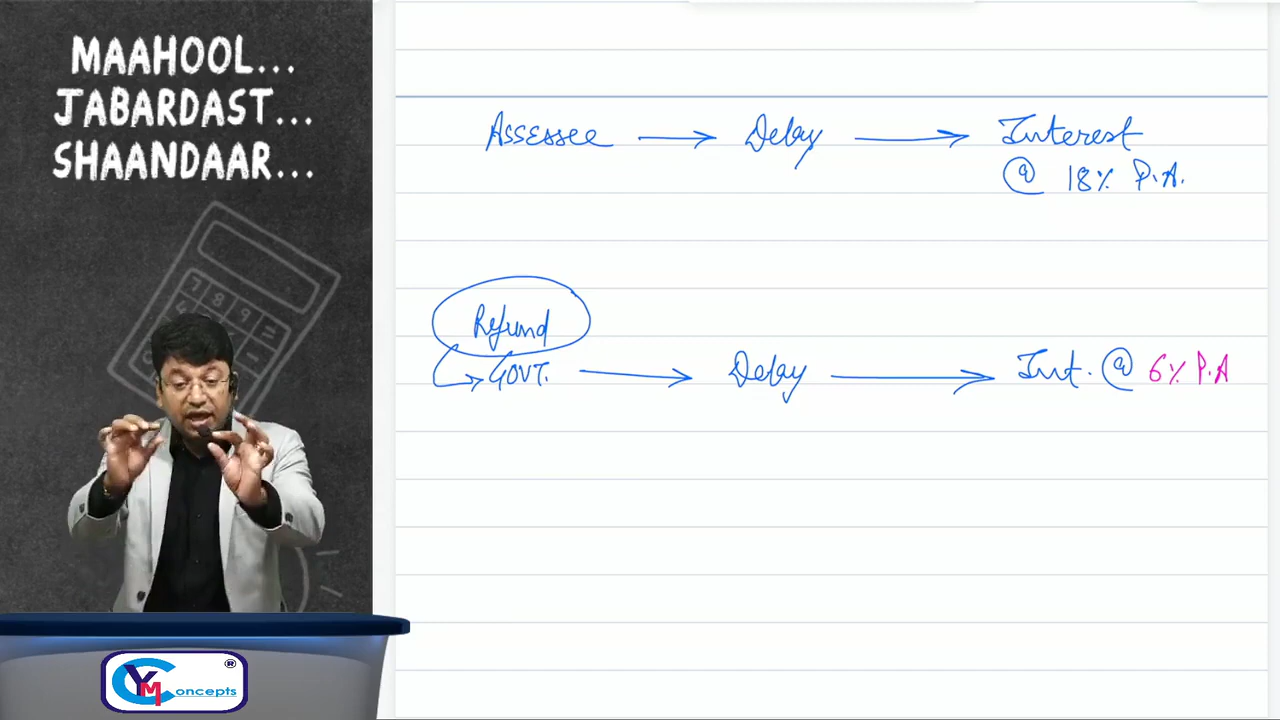 MAAHOOL...
JABARDAST...
SHAANDAAR...
Assessee → Delay → Interest
@ 18% P.A.
Refund
→ GOVT. → Delay → Int. @ 6% P.A
YM Concepts ®